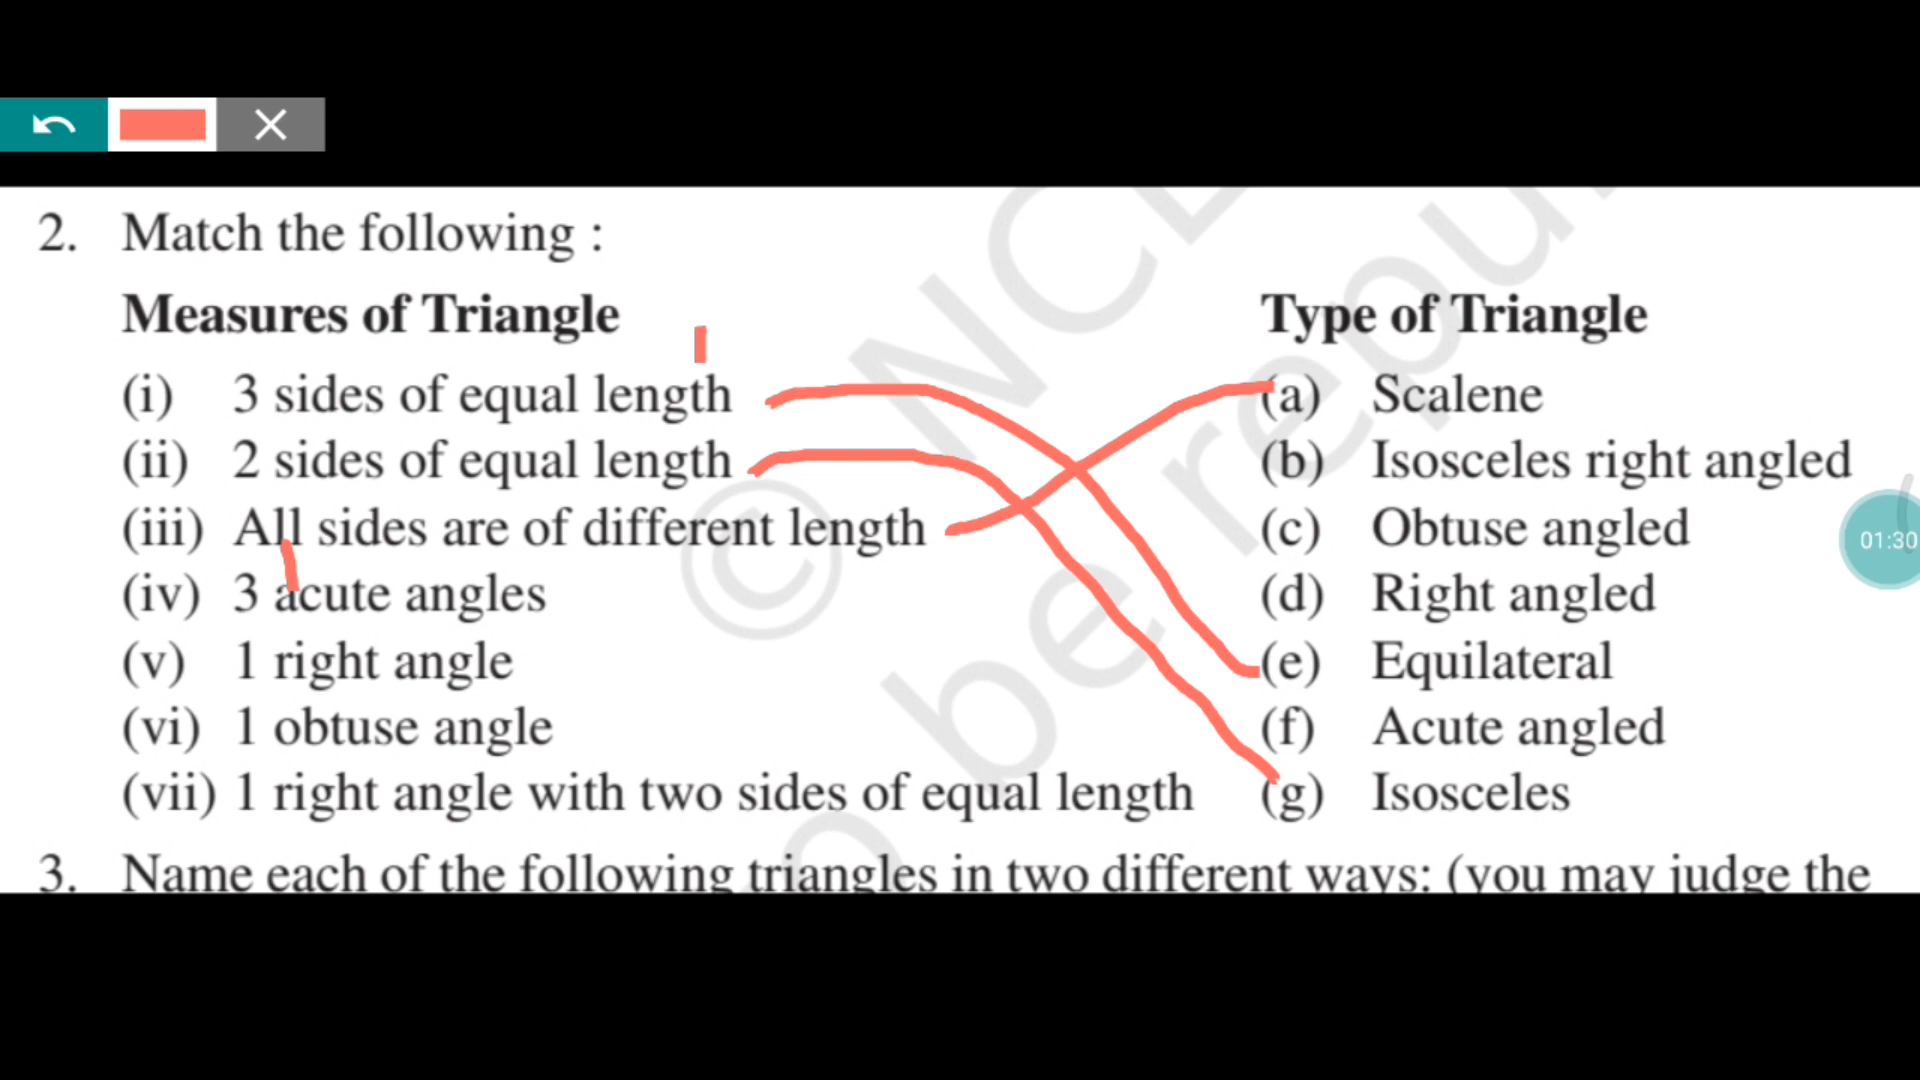 2. Match the following :
Measures of Triangle Type of Triangle
(i) 3 sides of equal length (a) Scalene
(ii) 2 sides of equal length (b) Isosceles right angled
(iii) All sides are of different length (c) Obtuse angled
01:30
(iv) 3 acute angles (d) Right angled
(v) 1 right angle (e) Equilateral
(vi) 1 obtuse angle (f) Acute angled
(vii) 1 right angle with two sides of equal length (g) Isosceles
3. Name each of the following triangles in two different ways: (you may judge the
©
be